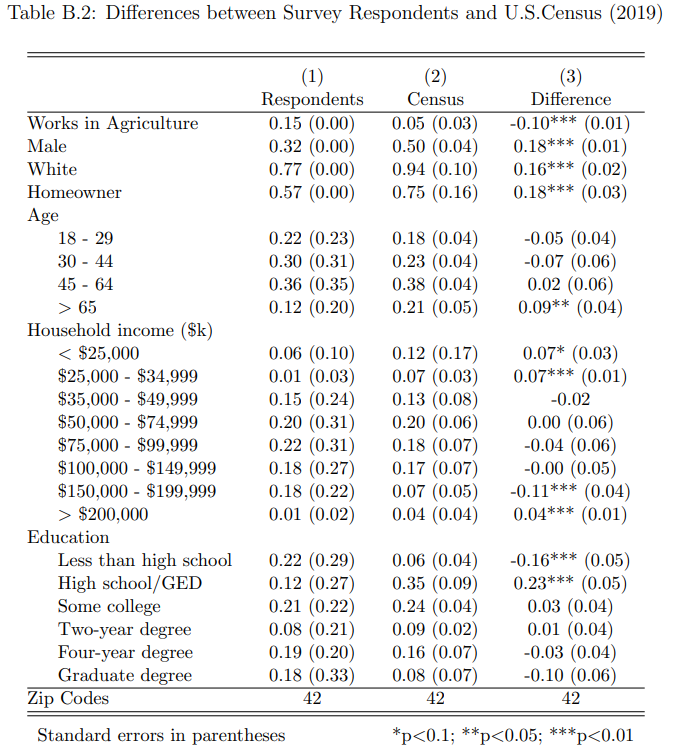 Table B.2: Differences between Survey Respondents and U.S.Census (2019)
(1) (2) (3)
Respondents Census Difference
Works in Agriculture 0.15 (0.00) 0.05 (0.03) -0.10*** (0.01)
Male 0.32 (0.00) 0.50 (0.04) 0.18*** (0.01)
White 0.77 (0.00) 0.94 (0.10) 0.16*** (0.02)
Homeowner 0.57 (0.00) 0.75 (0.16) 0.18*** (0.03)
Age
18 - 29 0.22 (0.23) 0.18 (0.04) -0.05 (0.04)
30 - 44 0.30 (0.31) 0.23 (0.04) -0.07 (0.06)
45 - 64 0.36 (0.35) 0.38 (0.04) 0.02 (0.06)
> 65 0.12 (0.20) 0.21 (0.05) 0.09** (0.04)
Household income ($k)
< $25,000 0.06 (0.10) 0.12 (0.17) 0.07* (0.03)
$25,000 - $34,999 0.01 (0.03) 0.07 (0.03) 0.07*** (0.01)
$35,000 - $49,999 0.15 (0.24) 0.13 (0.08) -0.02
$50,000 - $74,999 0.20 (0.31) 0.20 (0.06) 0.00 (0.06)
$75,000 - $99,999 0.22 (0.31) 0.18 (0.07) -0.04 (0.06)
$100,000 - $149,999 0.18 (0.27) 0.17 (0.07) -0.00 (0.05)
$150,000 - $199,999 0.18 (0.22) 0.07 (0.05) -0.11*** (0.04)
> $200,000 0.01 (0.02) 0.04 (0.04) 0.04*** (0.01)
Education
Less than high school 0.22 (0.29) 0.06 (0.04) -0.16*** (0.05)
High school/GED 0.12 (0.27) 0.35 (0.09) 0.23*** (0.05)
Some college 0.21 (0.22) 0.24 (0.04) 0.03 (0.04)
Two-year degree 0.08 (0.21) 0.09 (0.02) 0.01 (0.04)
Four-year degree 0.19 (0.20) 0.16 (0.07) -0.03 (0.04)
Graduate degree 0.18 (0.33) 0.08 (0.07) -0.10 (0.06)
Zip Codes 42 42 42
Standard errors in parentheses *p<0.1; **p<0.05; ***p<0.01